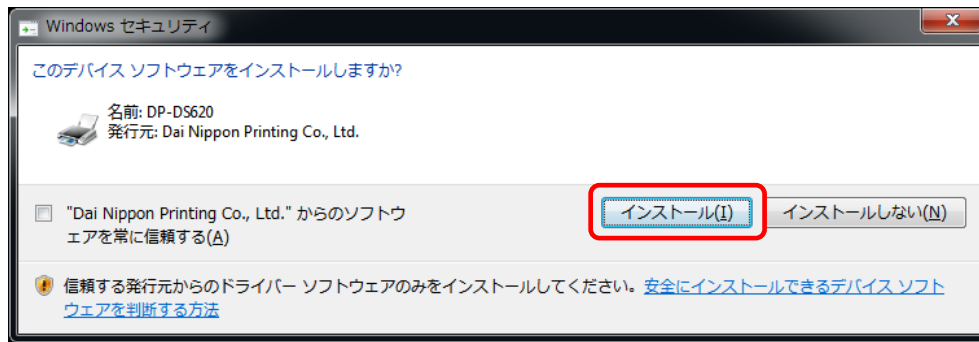 Windows セキュリティ
このデバイス ソフトウェアをインストールしますか?
名前: DP-DS620
発行元: Dai Nippon Printing Co., Ltd.
"Dai Nippon Printing Co., Ltd." からのソフトウ
ェアを常に信頼する(A)
インストール(I)
インストールしない(N)
信頼する発行元からのドライバー ソフトウェアのみをインストールしてください。安全にインストールできるデバイス ソフト
ウェアを判断する方法